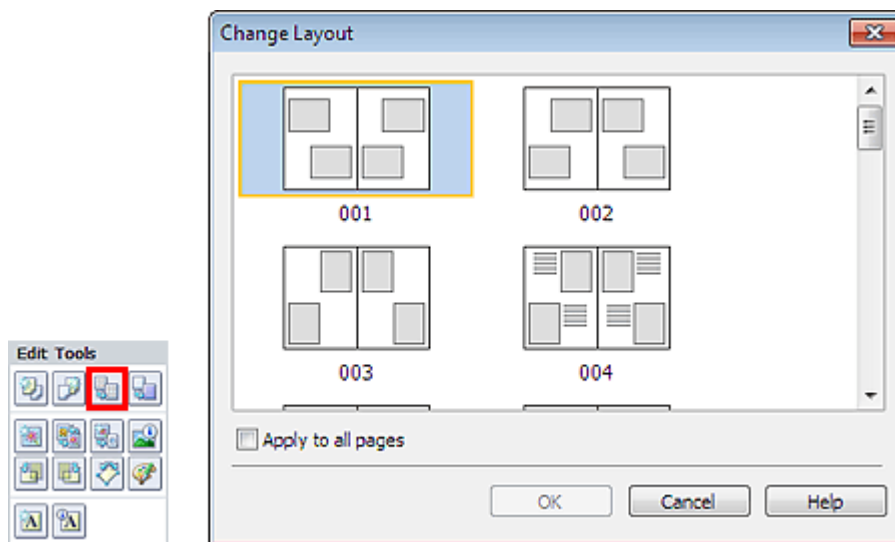 Change Layout
001
002
003
004
Edit Tools
Apply to all pages
OK
Cancel
Help